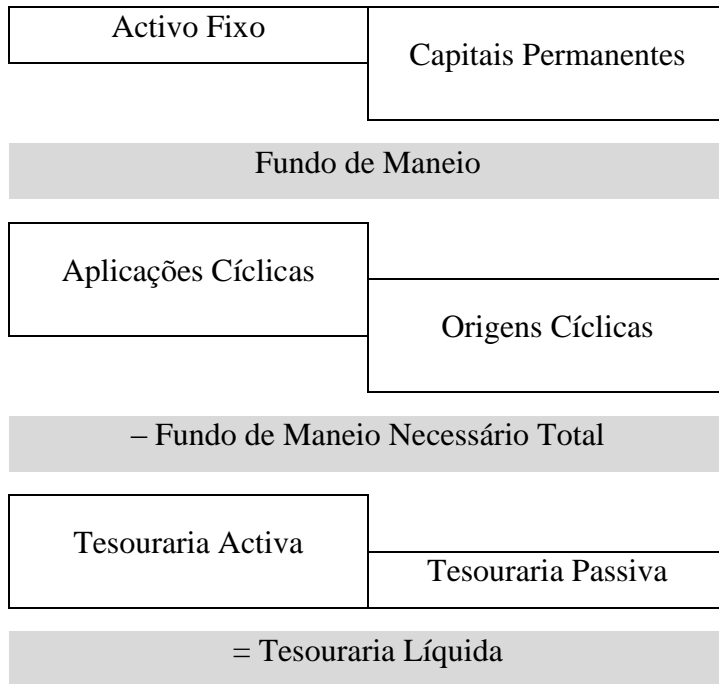 Activo Fixo
Capitais Permanentes
Fundo de Maneio
Aplicações Cíclicas
Origens Cíclicas
– Fundo de Maneio Necessário Total
Tesouraria Activa
Tesouraria Passiva
= Tesouraria Líquida